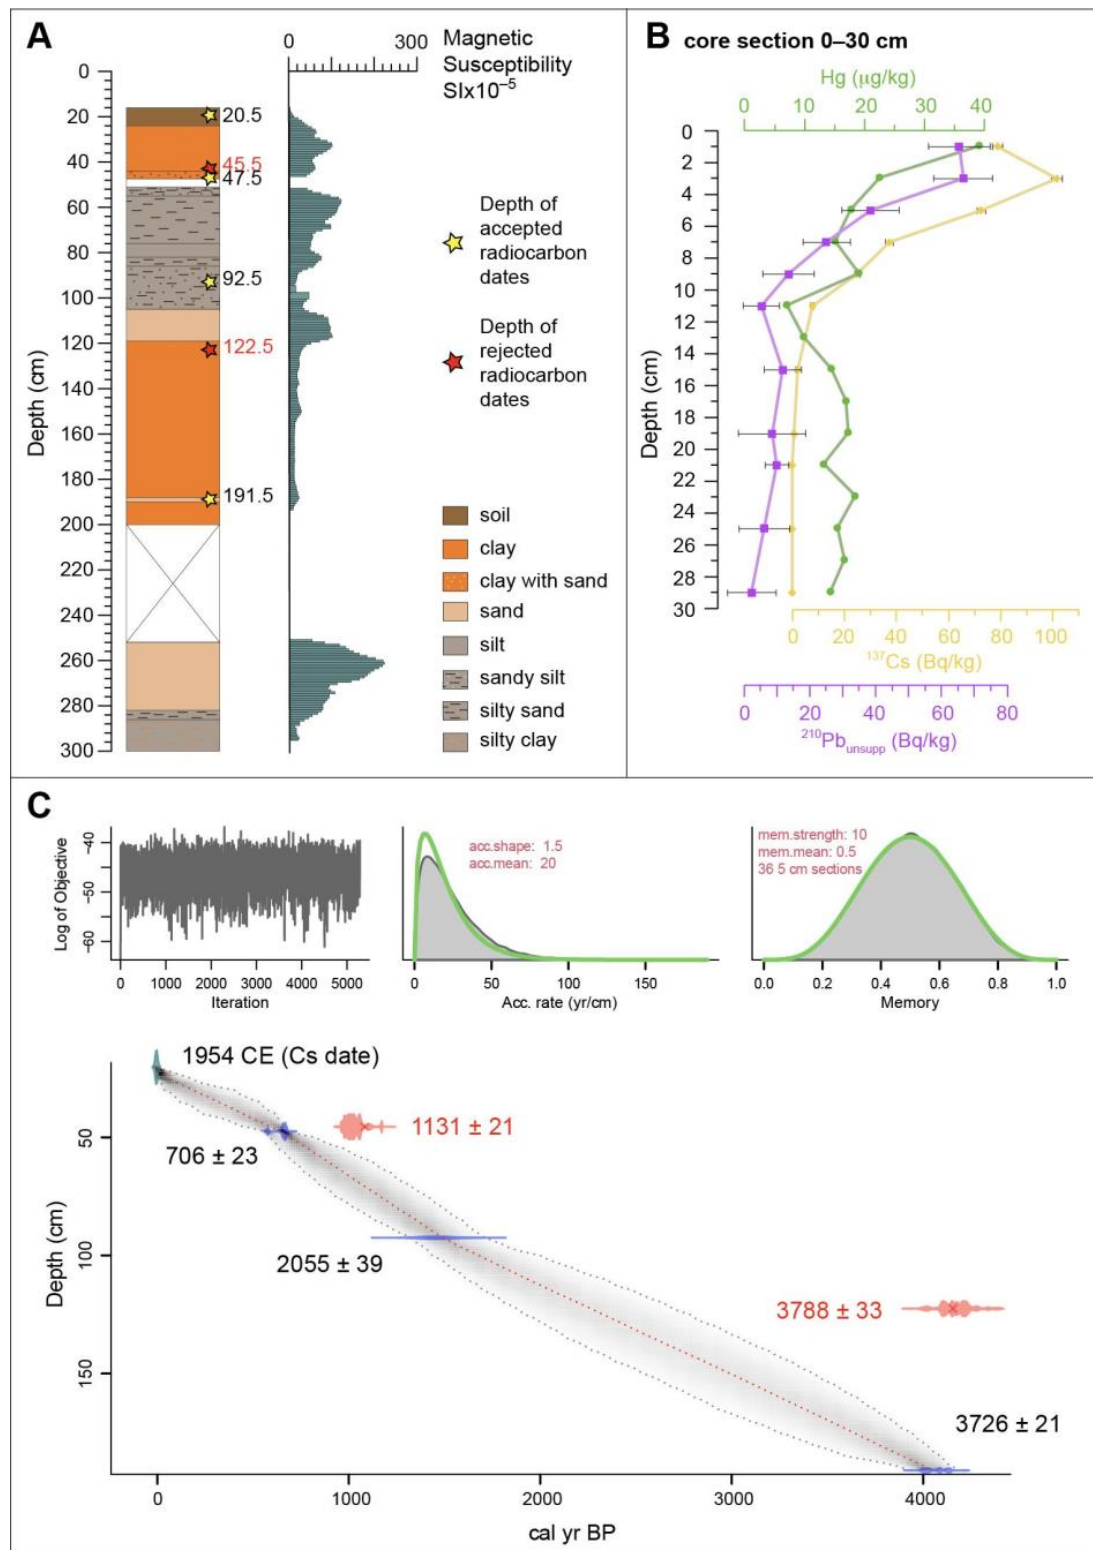 A
0
300
Magnetic
Susceptibility
SIx10⁻⁵
0
20
40
60
80
100
120
140
160
180
200
220
240
260
280
300
Depth (cm)
20.5
45.5
47.5
92.5
122.5
191.5
Depth of
accepted
radiocarbon
dates
Depth of
rejected
radiocarbon
dates
soil
clay
clay with sand
sand
silt
sandy silt
silty sand
silty clay
B core section 0–30 cm
Hg (µg/kg)
0 10 20 30 40
0
2
4
6
8
10
12
14
16
18
20
22
24
26
28
30
Depth (cm)
0 20 40 60 80 100
¹³⁷Cs (Bq/kg)
0 20 40 60 80
²¹⁰Pbunsupp (Bq/kg)
C
Log of Objective
-40
-50
-60
0 1000 2000 3000 4000 5000
Iteration
acc.shape: 1.5
acc.mean: 20
0 50 100 150
Acc. rate (yr/cm)
mem.strength: 10
mem.mean: 0.5
36 5 cm sections
0.0 0.2 0.4 0.6 0.8 1.0
Memory
1954 CE (Cs date)
1131 ± 21
706 ± 23
2055 ± 39
3788 ± 33
3726 ± 21
50
100
150
Depth (cm)
0 1000 2000 3000 4000
cal yr BP